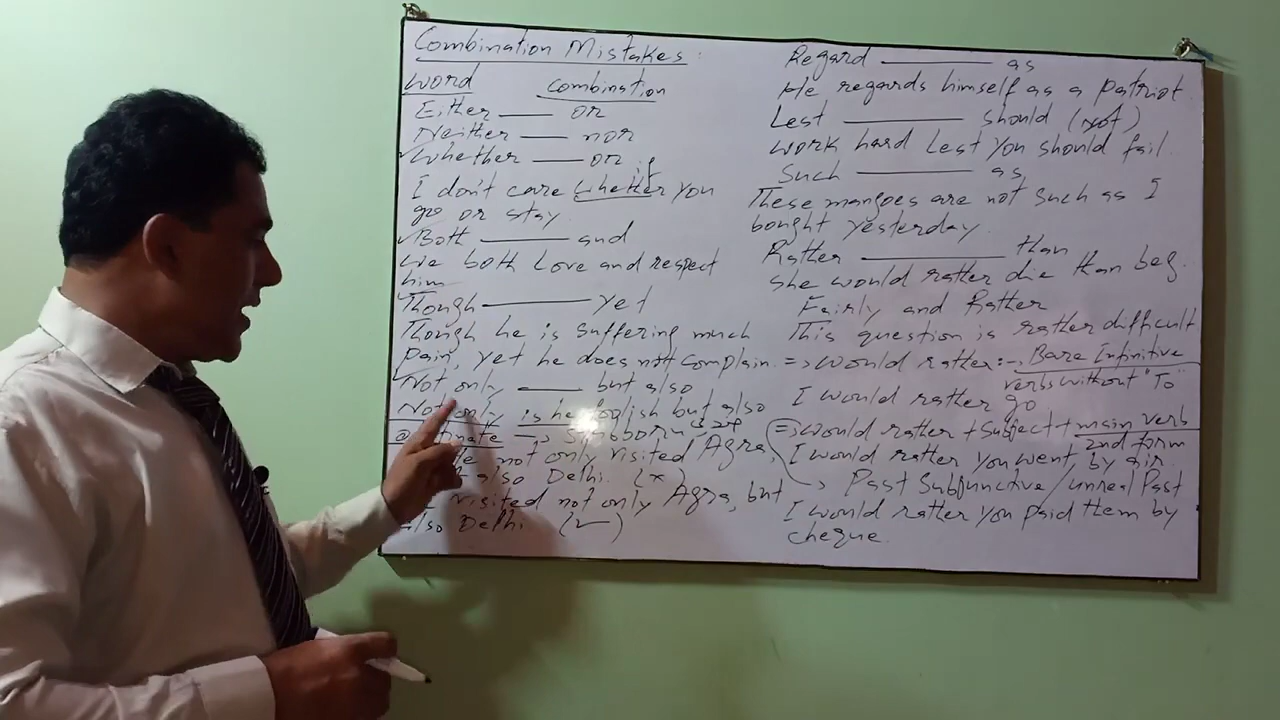 Combination Mistakes:
Word combination
Either —— or
Neither —— nor
✓Whether —— or
if
I don't care whether you
go or stay
✓Both —— and
We both Love and respect
him
Though —— yet
Though he is suffering much
Pain, yet he does not complain.
Not only —— but also
Not only is he foolish but also
→ Stubborn
not only visited Agra,
also Delhi. (x)
visited not only Agra, but
also Delhi (✓)
Regard —— as
He regards himself as a patriot.
Lest —— should (not)
Work hard Lest you should fail.
Such —— as
These mangoes are not Such as I
bought yesterday
Rather —— than
She would rather die than beg.
Fairly and Rather
This question is rather difficult
=> would rather:- Bare Infinitive
verbs without "To"
I would rather go
=> would rather + Subject + main verb
2nd form
I would rather you went by air.
→ Past Subjunctive / unreal Past
I would rather you paid them by
cheque.